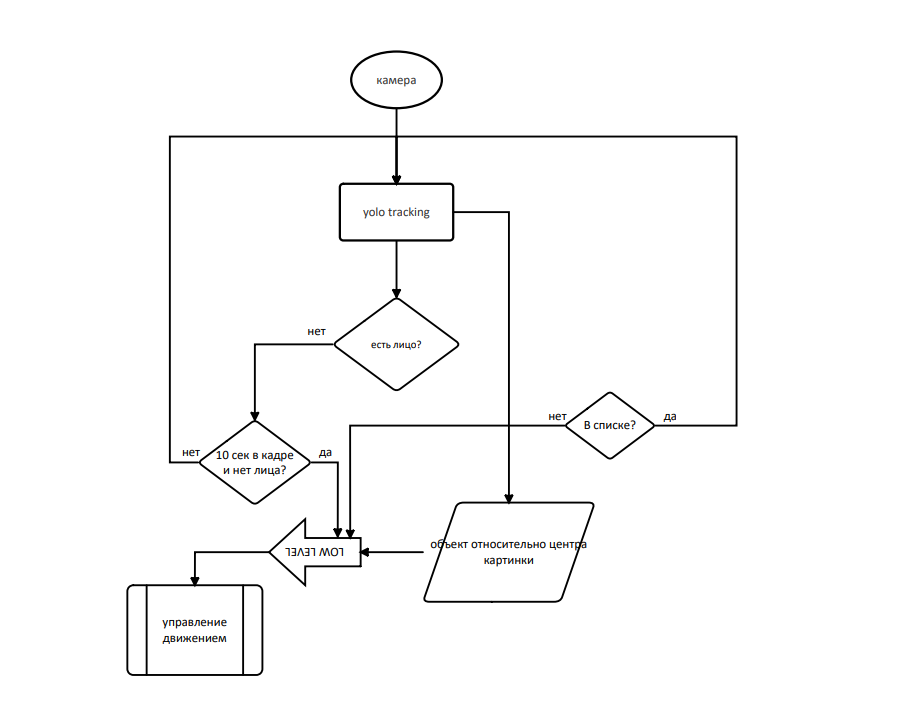 камера
yolo tracking
нет
есть лицо?
нет
да
В списке?
нет
да
10 сек в кадре
и нет лица?
LOW LEVEL
объект относительно центра
картинки
управление
движением